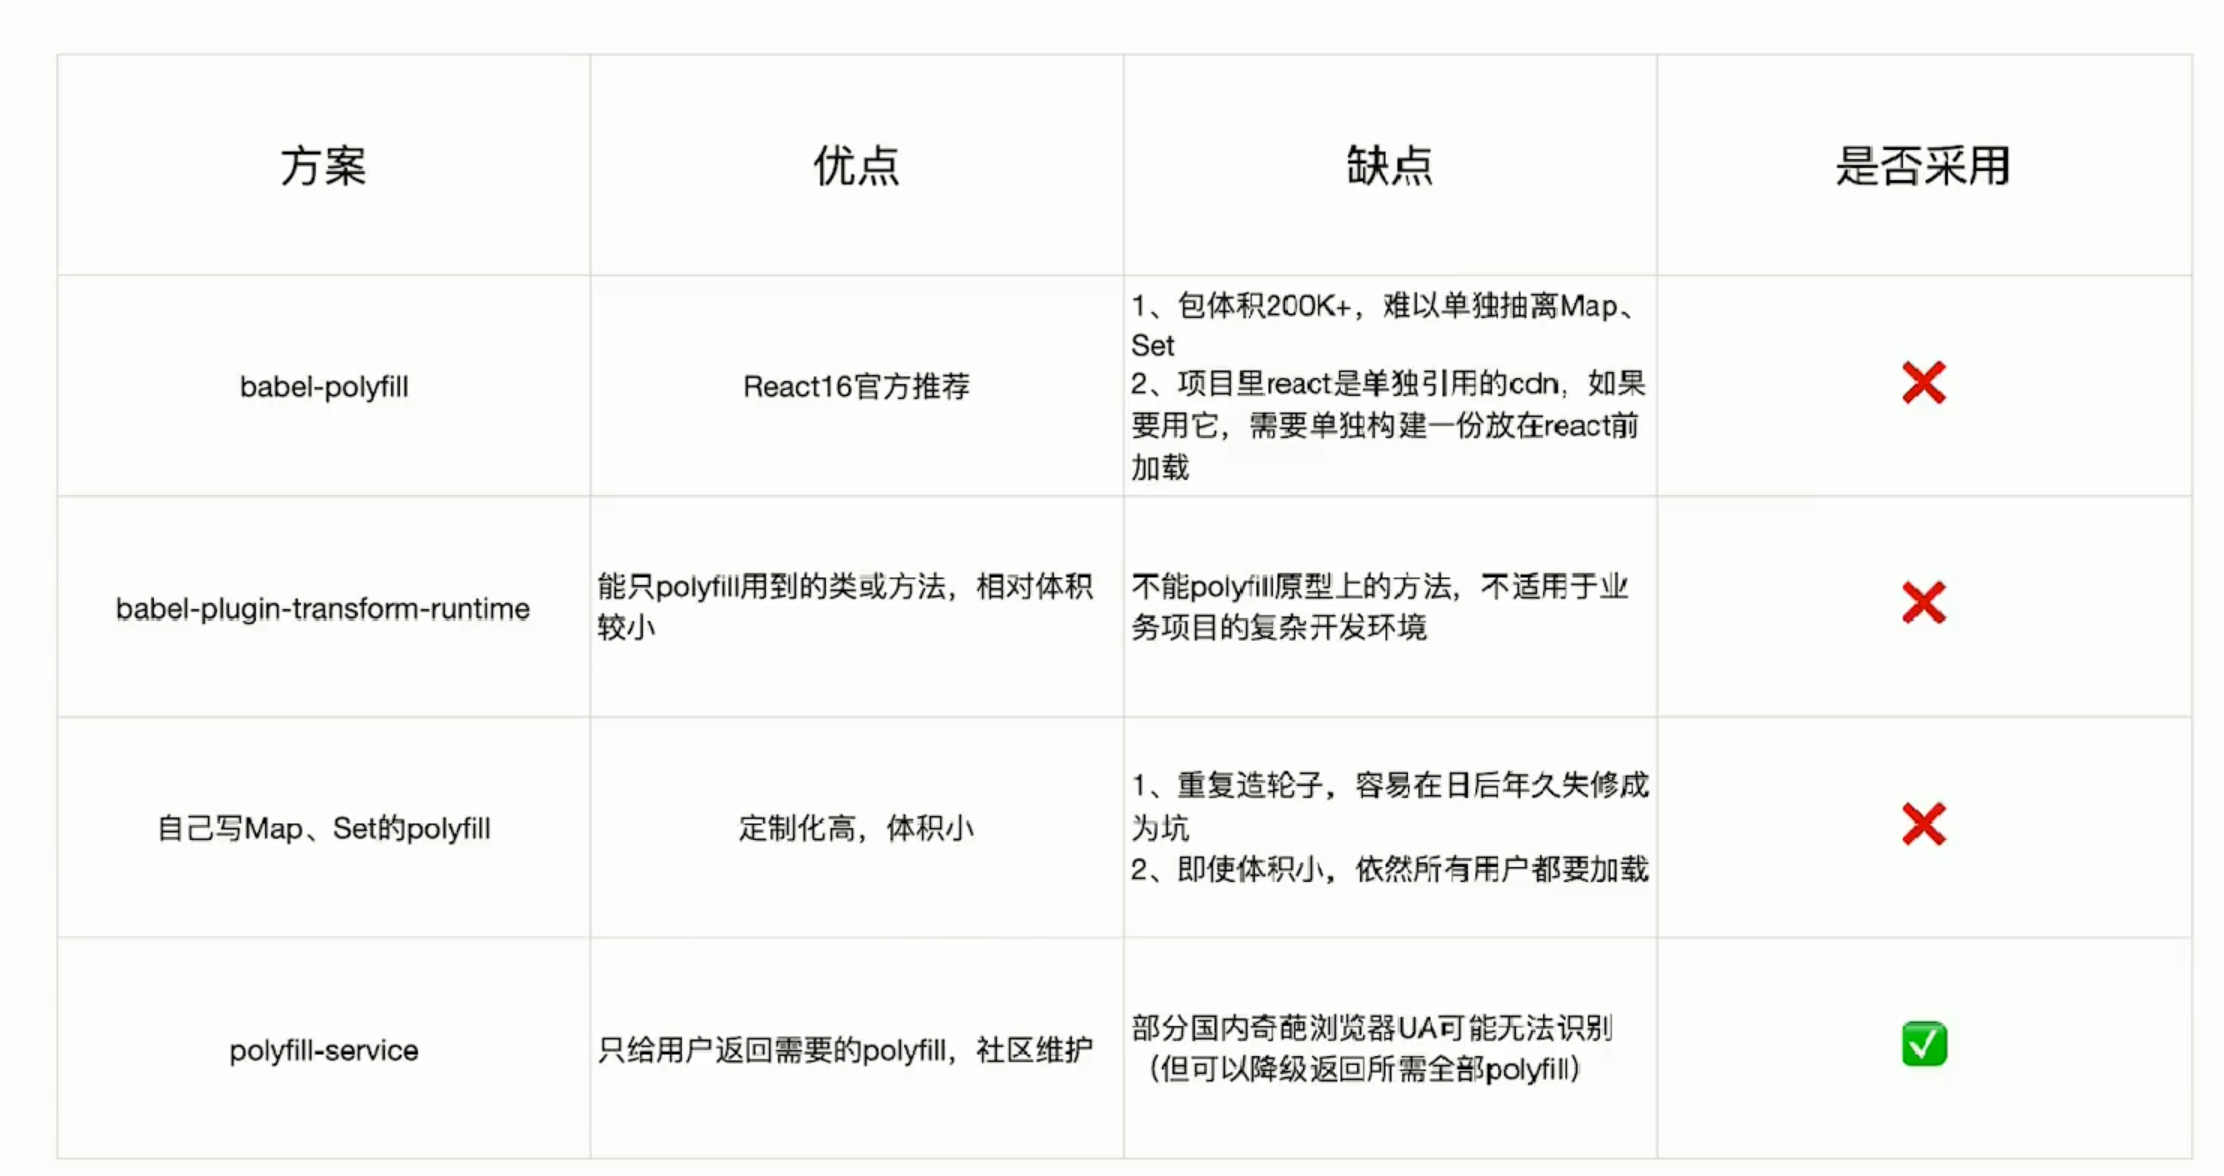 方案
优点
缺点
是否采用
babel-polyfill
React16官方推荐
1、包体积200K+，难以单独抽离Map、
Set
2、项目里react是单独引用的cdn，如果
要用它，需要单独构建一份放在react前
加载
❌
babel-plugin-transform-runtime
能只polyfill用到的类或方法，相对体积
较小
不能polyfill原型上的方法，不适用于业
务项目的复杂开发环境
❌
自己写Map、Set的polyfill
定制化高，体积小
1、重复造轮子，容易在日后年久失修成
为坑
2、即使体积小，依然所有用户都要加载
❌
polyfill-service
只给用户返回需要的polyfill，社区维护
部分国内奇葩浏览器UA可能无法识别
（但可以降级返回所需全部polyfill）
✅